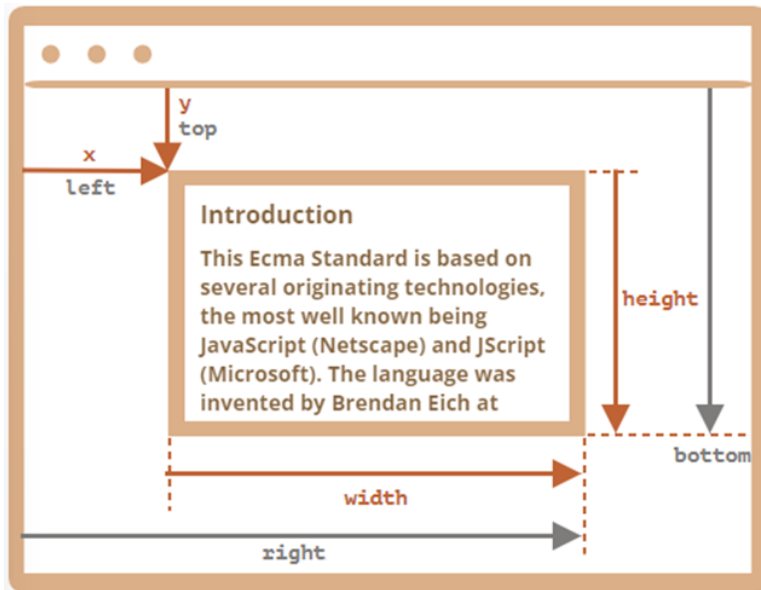 y
top
x
left
Introduction
This Ecma Standard is based on
several originating technologies,
the most well known being
JavaScript (Netscape) and JScript
(Microsoft). The language was
invented by Brendan Eich at
height
bottom
width
right